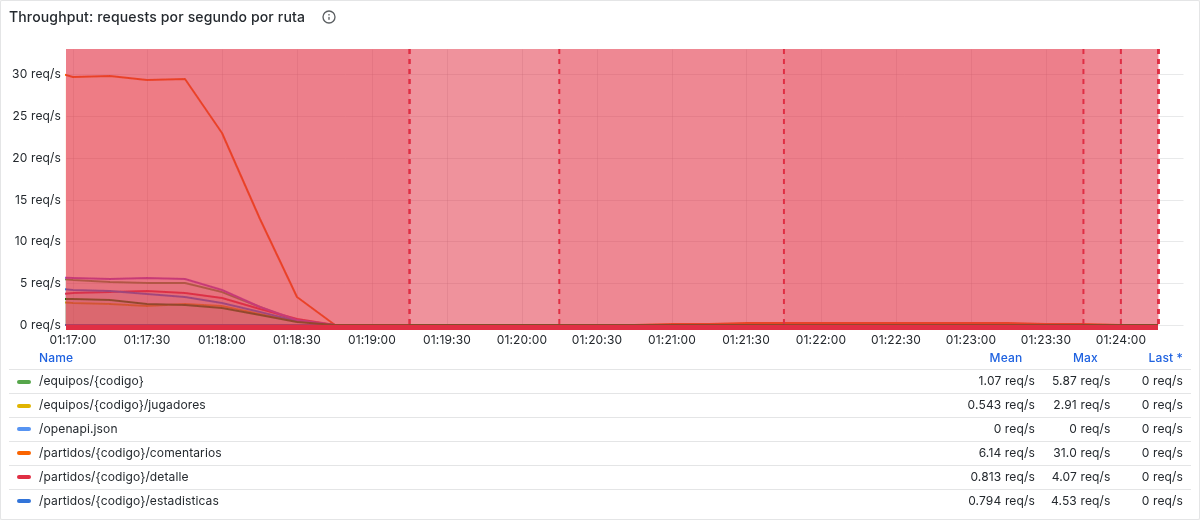 Throughput: requests por segundo por ruta
30 req/s
25 req/s
20 req/s
15 req/s
10 req/s
5 req/s
0 req/s
01:17:00 01:17:30 01:18:00 01:18:30 01:19:00 01:19:30 01:20:00 01:20:30 01:21:00 01:21:30 01:22:00 01:22:30 01:23:00 01:23:30 01:24:00
Name Mean Max Last *
/equipos/{codigo} 1.07 req/s 5.87 req/s 0 req/s
/equipos/{codigo}/jugadores 0.543 req/s 2.91 req/s 0 req/s
/openapi.json 0 req/s 0 req/s 0 req/s
/partidos/{codigo}/comentarios 6.14 req/s 31.0 req/s 0 req/s
/partidos/{codigo}/detalle 0.813 req/s 4.07 req/s 0 req/s
/partidos/{codigo}/estadisticas 0.794 req/s 4.53 req/s 0 req/s